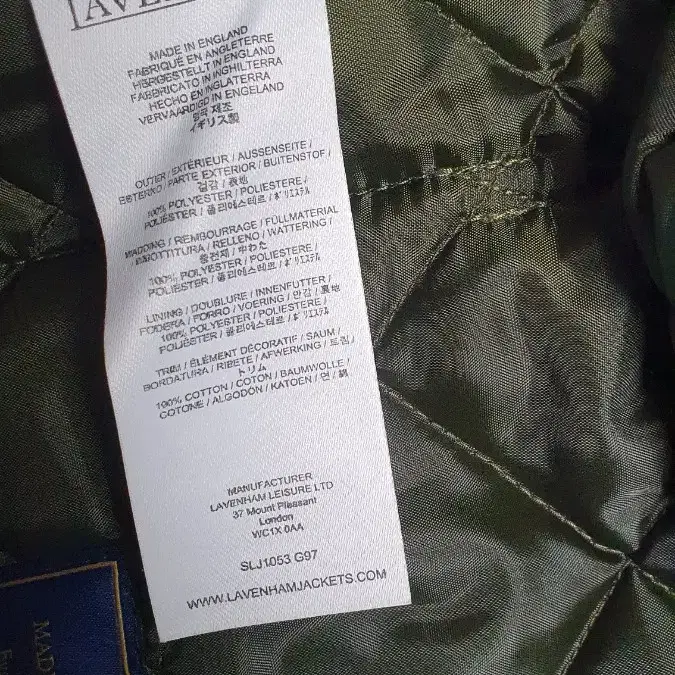 LAVE
MADE IN ENGLAND
FABRIQUÉ EN ANGLETERRE
HERGESTELLT IN ENGLAND
FABBRICATO IN INGHILTERRA
HECHO EN INGLATERRA
VERVAARDIGD IN ENGELAND
영국 제조
イギリス製
OUTER / EXTÉRIEUR / AUSSENSEITE /
ESTERNO / PARTE EXTERIOR / BUITENSTOF /
겉감 / 表地
100% POLYESTER / POLIESTERE /
POLIÉSTER / 폴리에스테르 / ポリエステル
WADDING / REMBOURRAGE / FÜLLMATERIAL
/ IMBOTTITURA / RELLENO / WATTERING /
충전재 / 中わた
100% POLYESTER / POLIESTERE /
POLIÉSTER / 폴리에스테르 / ポリエステル
LINING / DOUBLURE / INNENFUTTER /
FODERA / FORRO / VOERING / 안감 / 裏地
100% POLYESTER / POLIESTERE /
POLIÉSTER / 폴리에스테르 / ポリエステル
TRIM / ÉLÉMENT DÉCORATIF / SAUM /
BORDATURA / RIBETE / AFWERKING / 트림 /
トリム
100% COTTON / COTON / BAUMWOLLE /
COTONE / ALGODÓN / KATOEN / 면 / 綿
MANUFACTURER
LAVENHAM LEISURE LTD
37 Mount Pleasant
London
WC1X 0AA
SLJ1053 G97
WWW.LAVENHAMJACKETS.COM
MAD